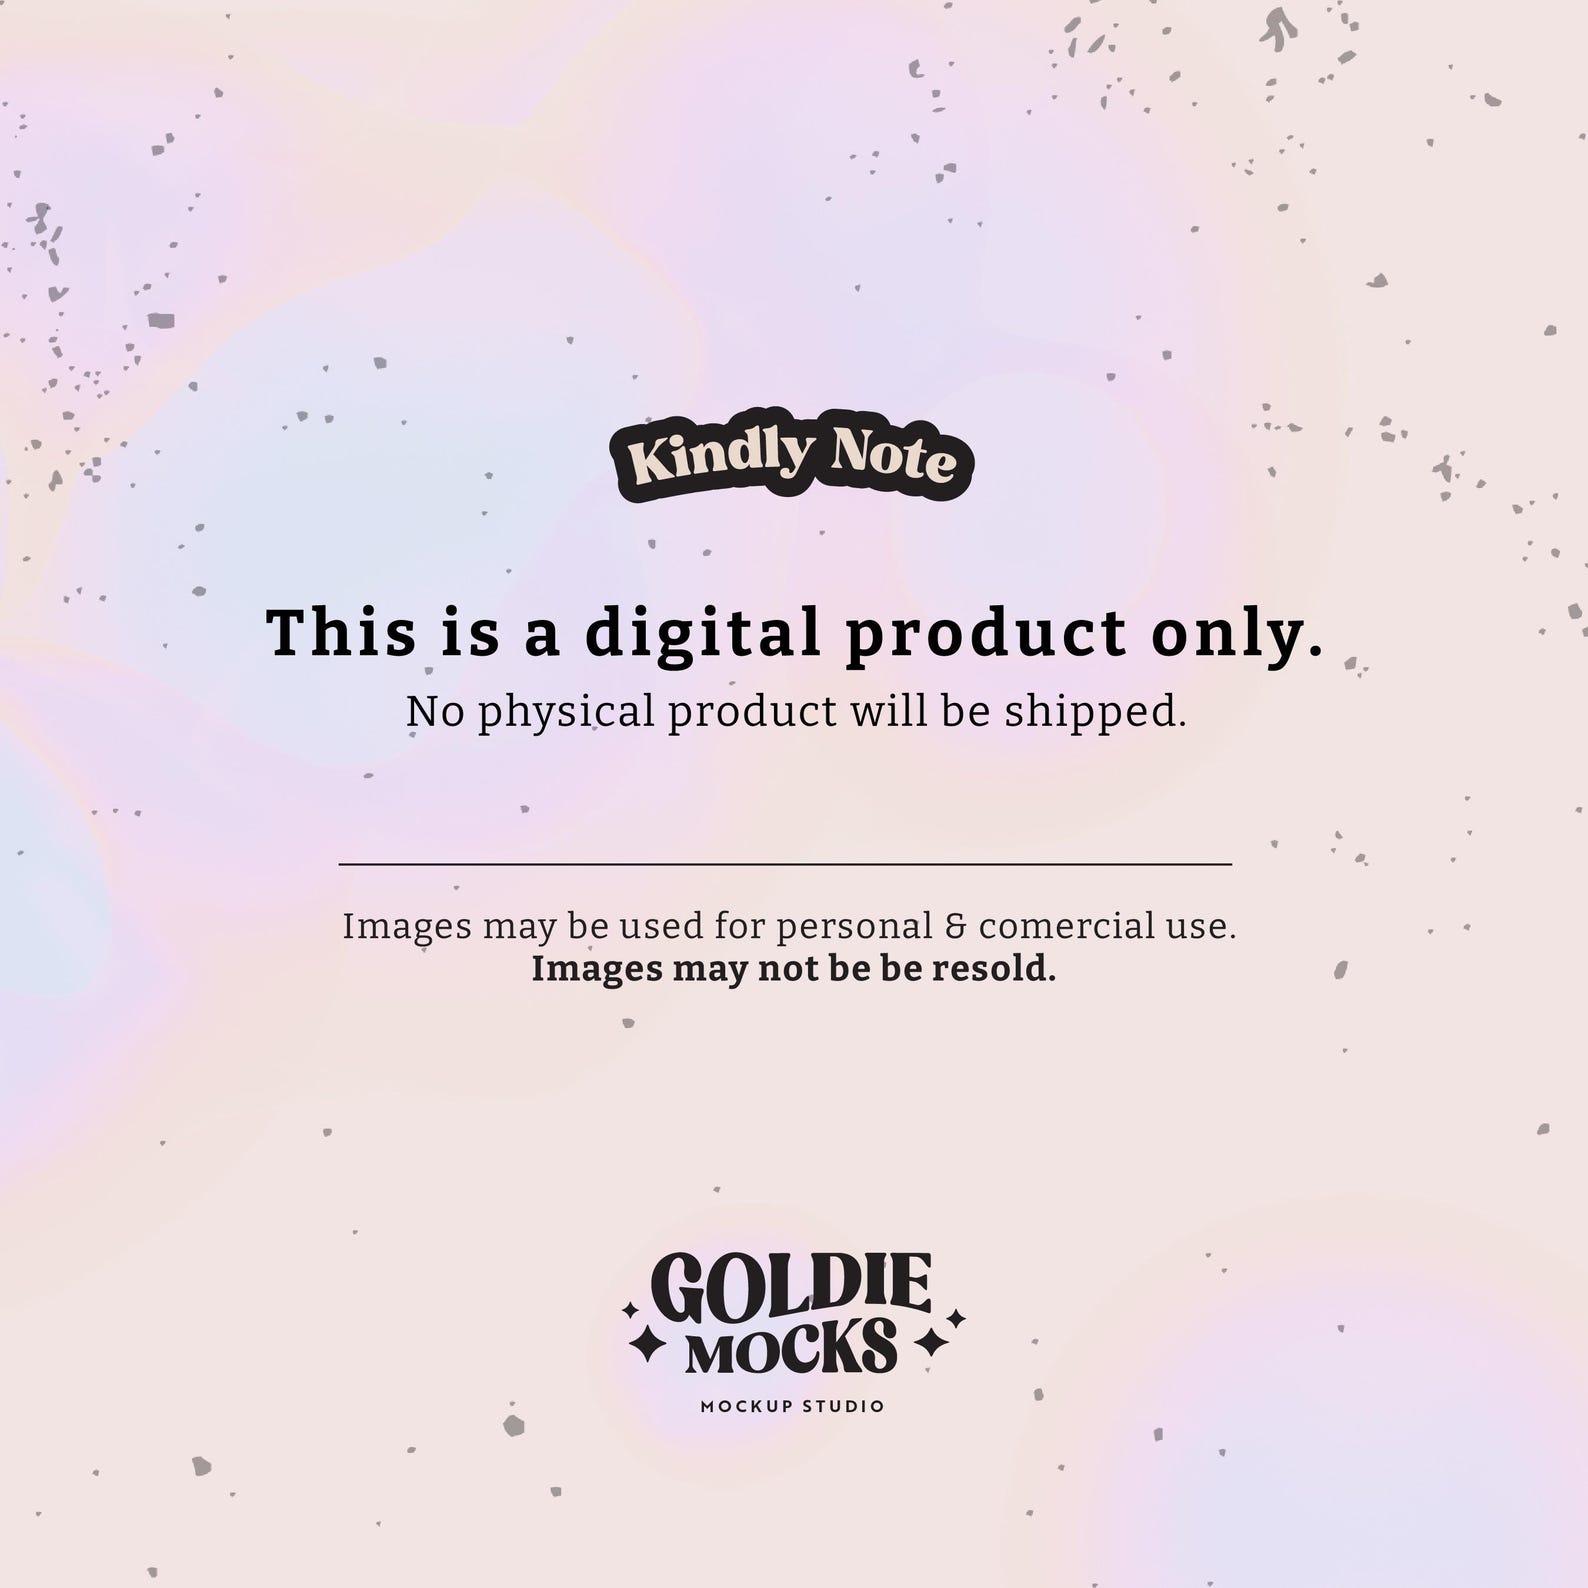 Kindly Note
This is a digital product only.
No physical product will be shipped.
Images may be used for personal & comercial use.
Images may not be be resold.
GOLDIE
MOCKS
MOCKUP STUDIO